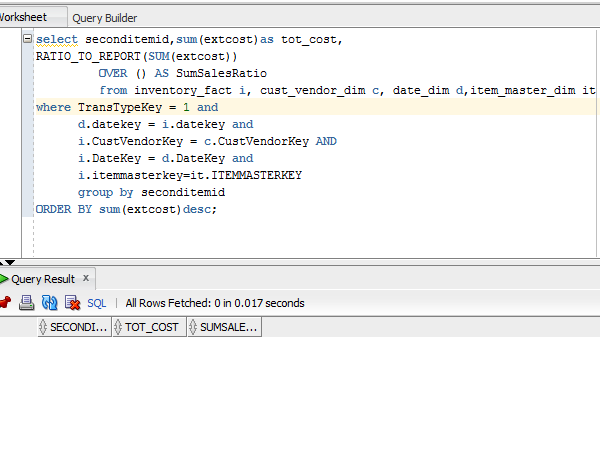 Worksheet Query Builder
select seconditemid,sum(extcost)as tot_cost,
RATIO_TO_REPORT(SUM(extcost))
OVER () AS SumSalesRatio
from inventory_fact i, cust_vendor_dim c, date_dim d,item_master_dim it
where TransTypeKey = 1 and
d.datekey = i.datekey and
i.CustVendorKey = c.CustVendorKey AND
i.DateKey = d.DateKey and
i.itemmasterkey=it.ITEMMASTERKEY
group by seconditemid
ORDER BY sum(extcost)desc;
Query Result x
SQL | All Rows Fetched: 0 in 0.017 seconds
SECONDI... TOT_COST SUMSALE...